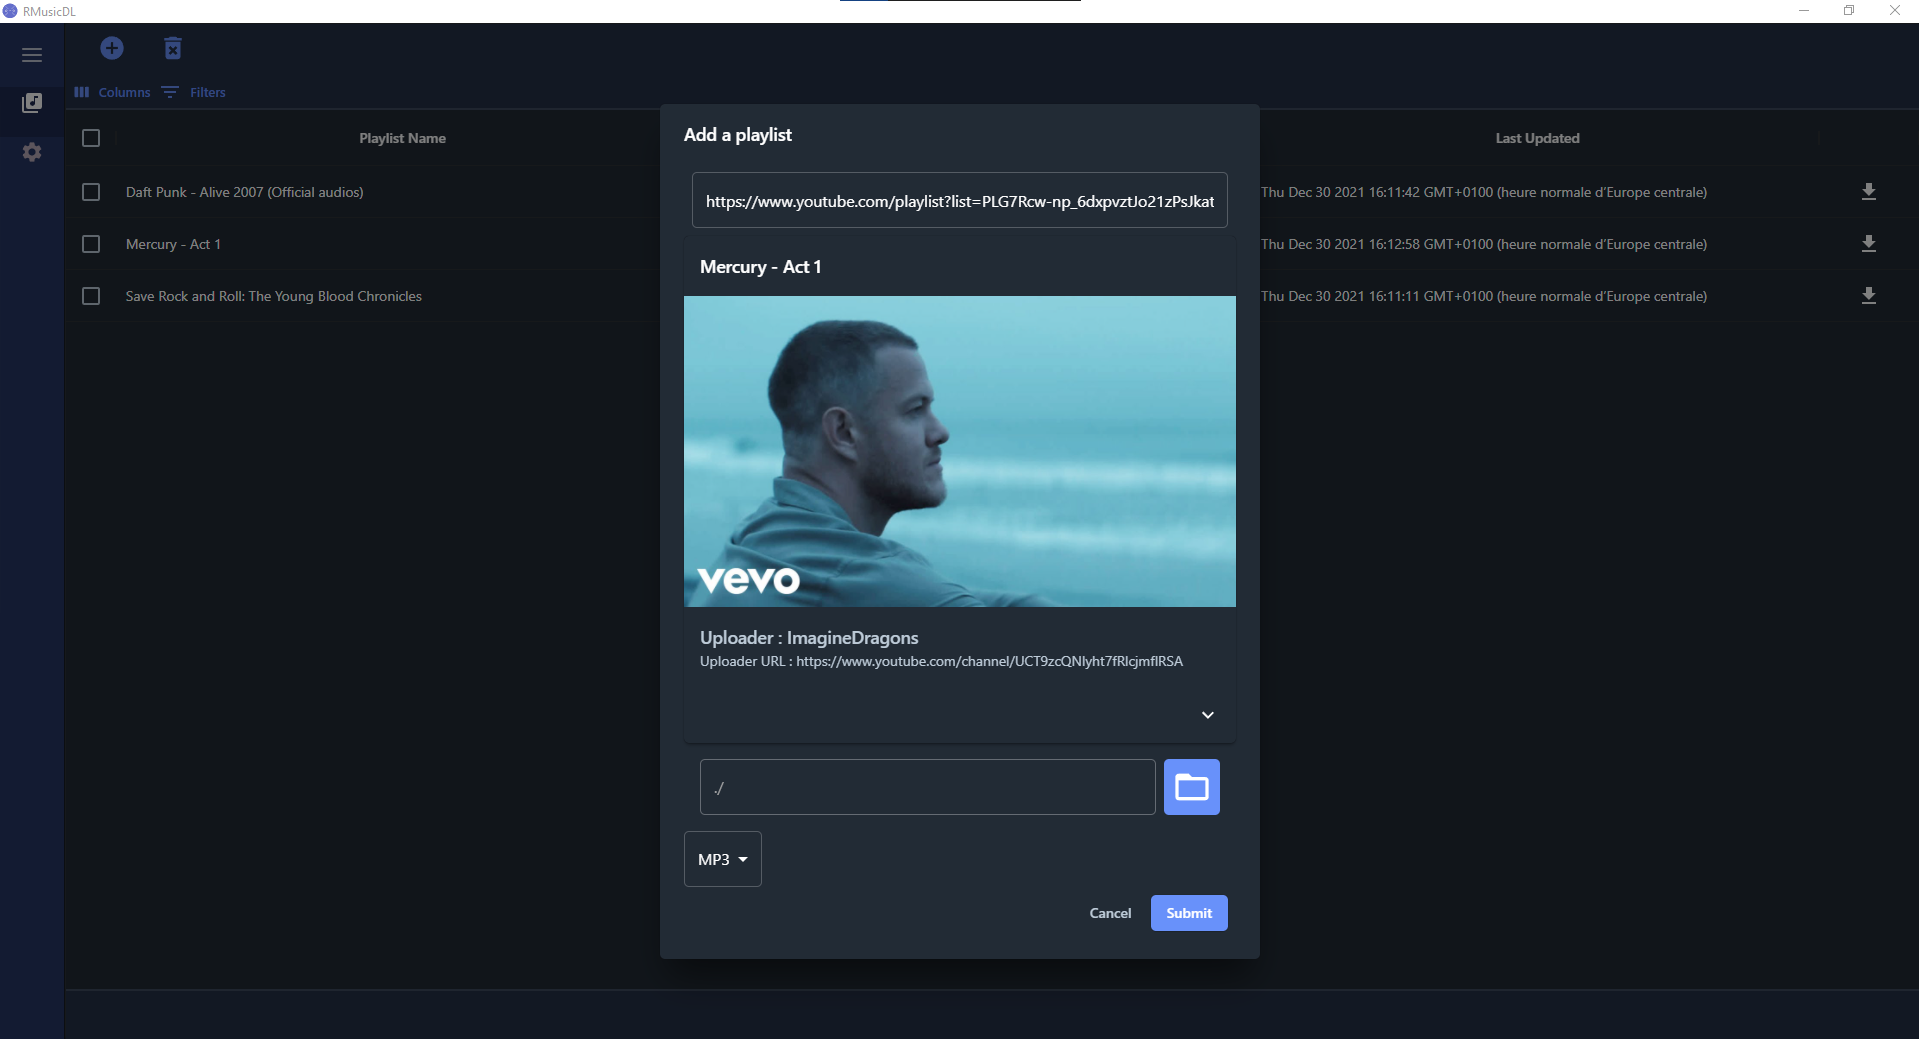 RMusicDL
Columns Filters
Playlist Name
Last Updated
Daft Punk - Alive 2007 (Official audios)
Thu Dec 30 2021 16:11:42 GMT+0100 (heure normale d’Europe centrale)
Mercury - Act 1
Thu Dec 30 2021 16:12:58 GMT+0100 (heure normale d’Europe centrale)
Save Rock and Roll: The Young Blood Chronicles
Thu Dec 30 2021 16:11:11 GMT+0100 (heure normale d’Europe centrale)
Add a playlist
https://www.youtube.com/playlist?list=PLG7Rcw-np_6dxpvztJo21zPsJkat
Mercury - Act 1
vevo
Uploader : ImagineDragons
Uploader URL : https://www.youtube.com/channel/UCT9zcQNlyht7fRlcjmflRSA
./
MP3
Cancel
Submit